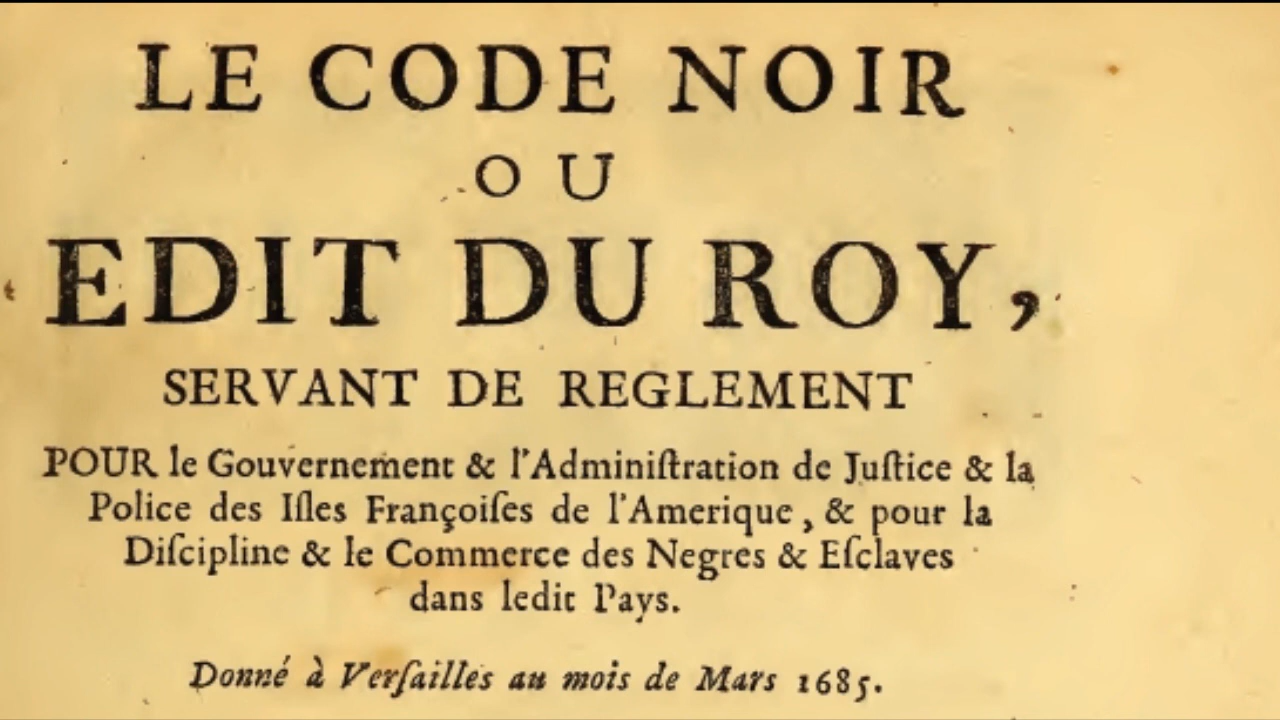 LE CODE NOIR
OU
EDIT DU ROY,
SERVANT DE REGLEMENT
POUR le Gouvernement & l'Adminiſtration de Juſtice & la
Police des Iſles Françoiſes de l'Amerique, & pour la
Diſcipline & le Commerce des Negres & Eſclaves
dans ledit Pays.
Donné à Verſailles au mois de Mars 1685.